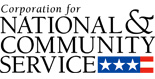 Corporation for
NATIONAL &
COMMUNITY
SERVICE